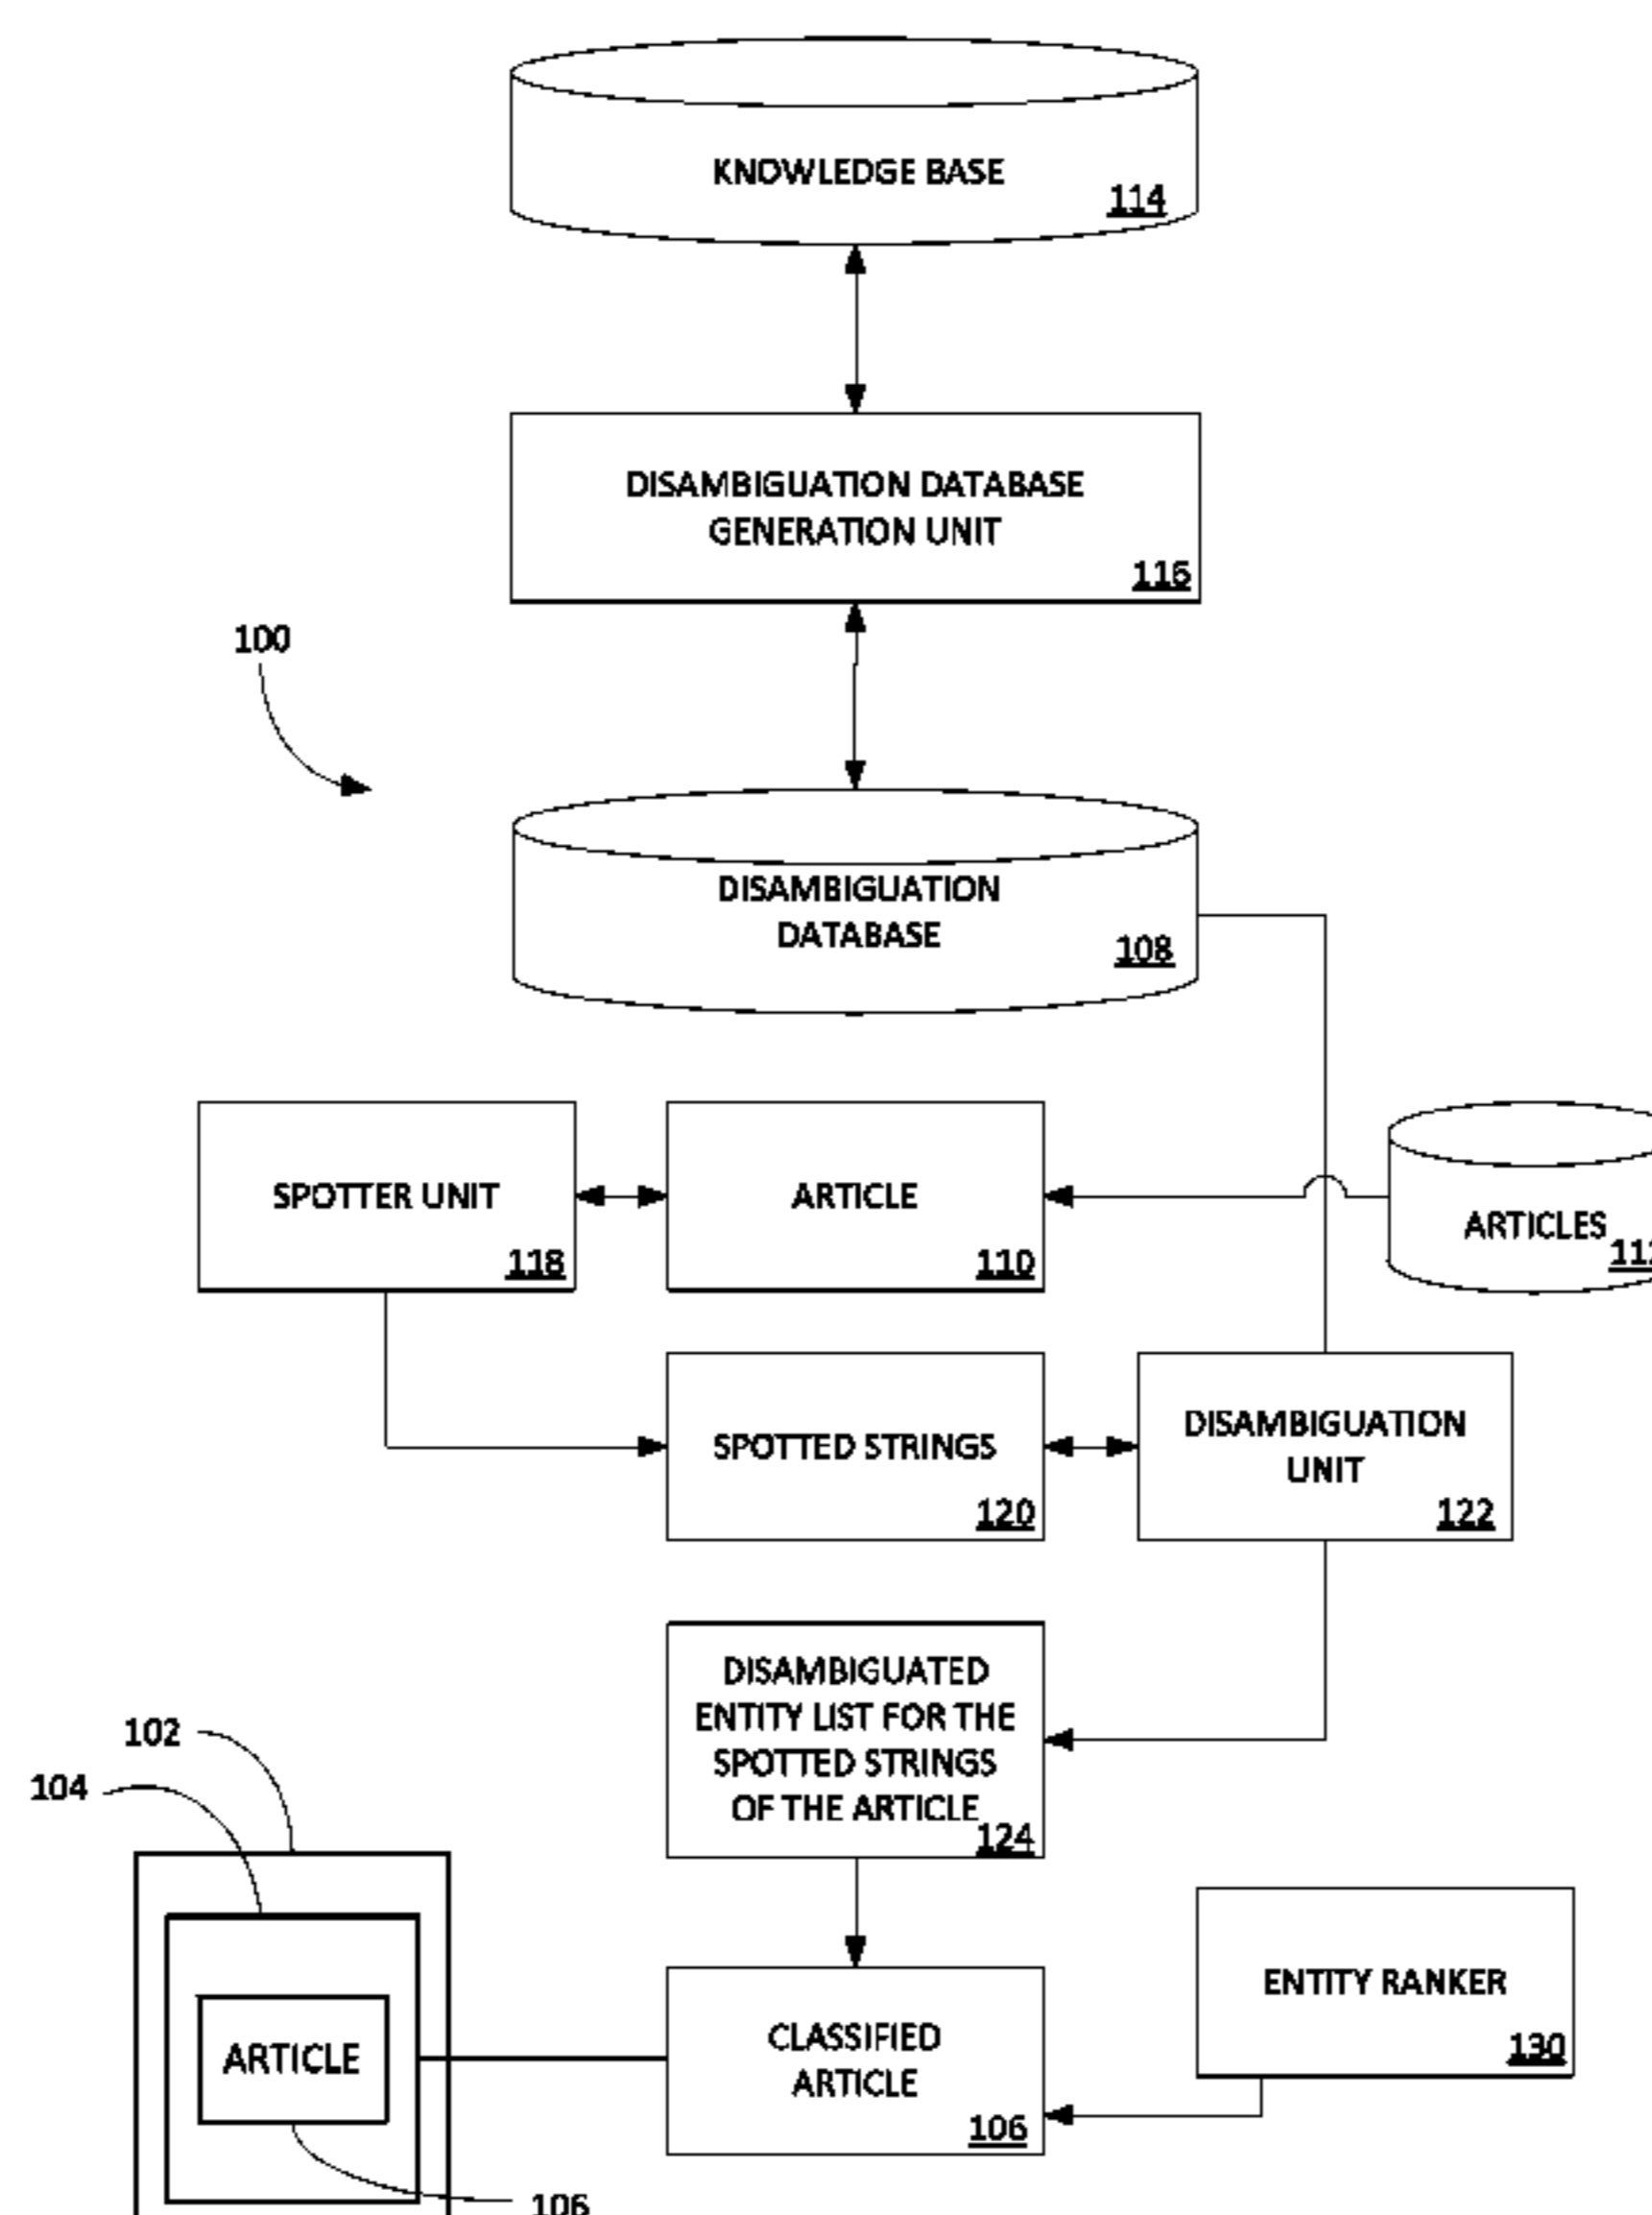 KNOWLEDGE BASE
114
DISAMBIGUATION DATABASE
GENERATION UNIT
116
100
DISAMBIGUATION
DATABASE
108
SPOTTER UNIT
118
ARTICLE
110
ARTICLES
SPOTTED STRINGS
120
DISAMBIGUATION
UNIT
122
DISAMBIGUATED
ENTITY LIST FOR THE
SPOTTED STRINGS
OF THE ARTICLE
124
102
104
ARTICLE
106
CLASSIFIED
ARTICLE
106
ENTITY RANKER
130